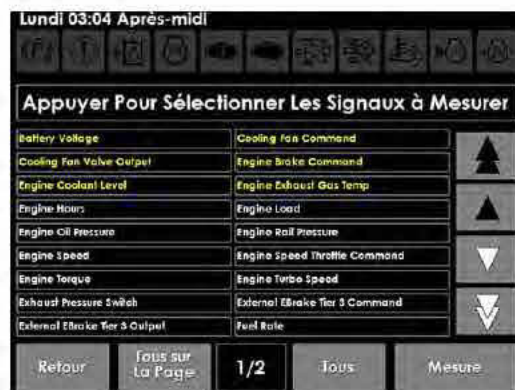 Lundi 03:04 Après-midi
Appuyer Pour Sélectionner Les Signaux à Mesurer
Battery Voltage
Cooling Fan Command
Cooling Fan Valve Output
Engine Brake Command
Engine Coolant Level
Engine Exhaust Gas Temp
Engine Hours
Engine Load
Engine Oil Pressure
Engine Rail Pressure
Engine Speed
Engine Speed Throttle Command
Engine Torque
Engine Turbo Speed
Exhaust Pressure Switch
External EBrake Tier 3 Command
External EBrake Tier 3 Output
Fuel Rate
Retour
Tous sur
La Page
1/2
Tous
Mesure